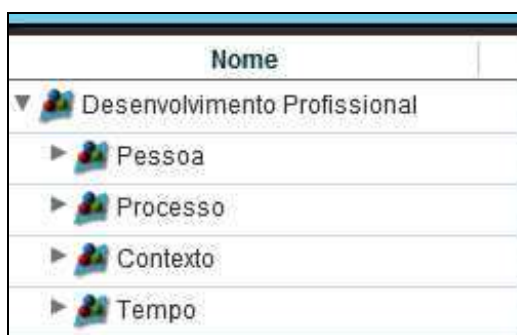 Nome
Desenvolvimento Profissional
Pessoa
Processo
Contexto
Tempo